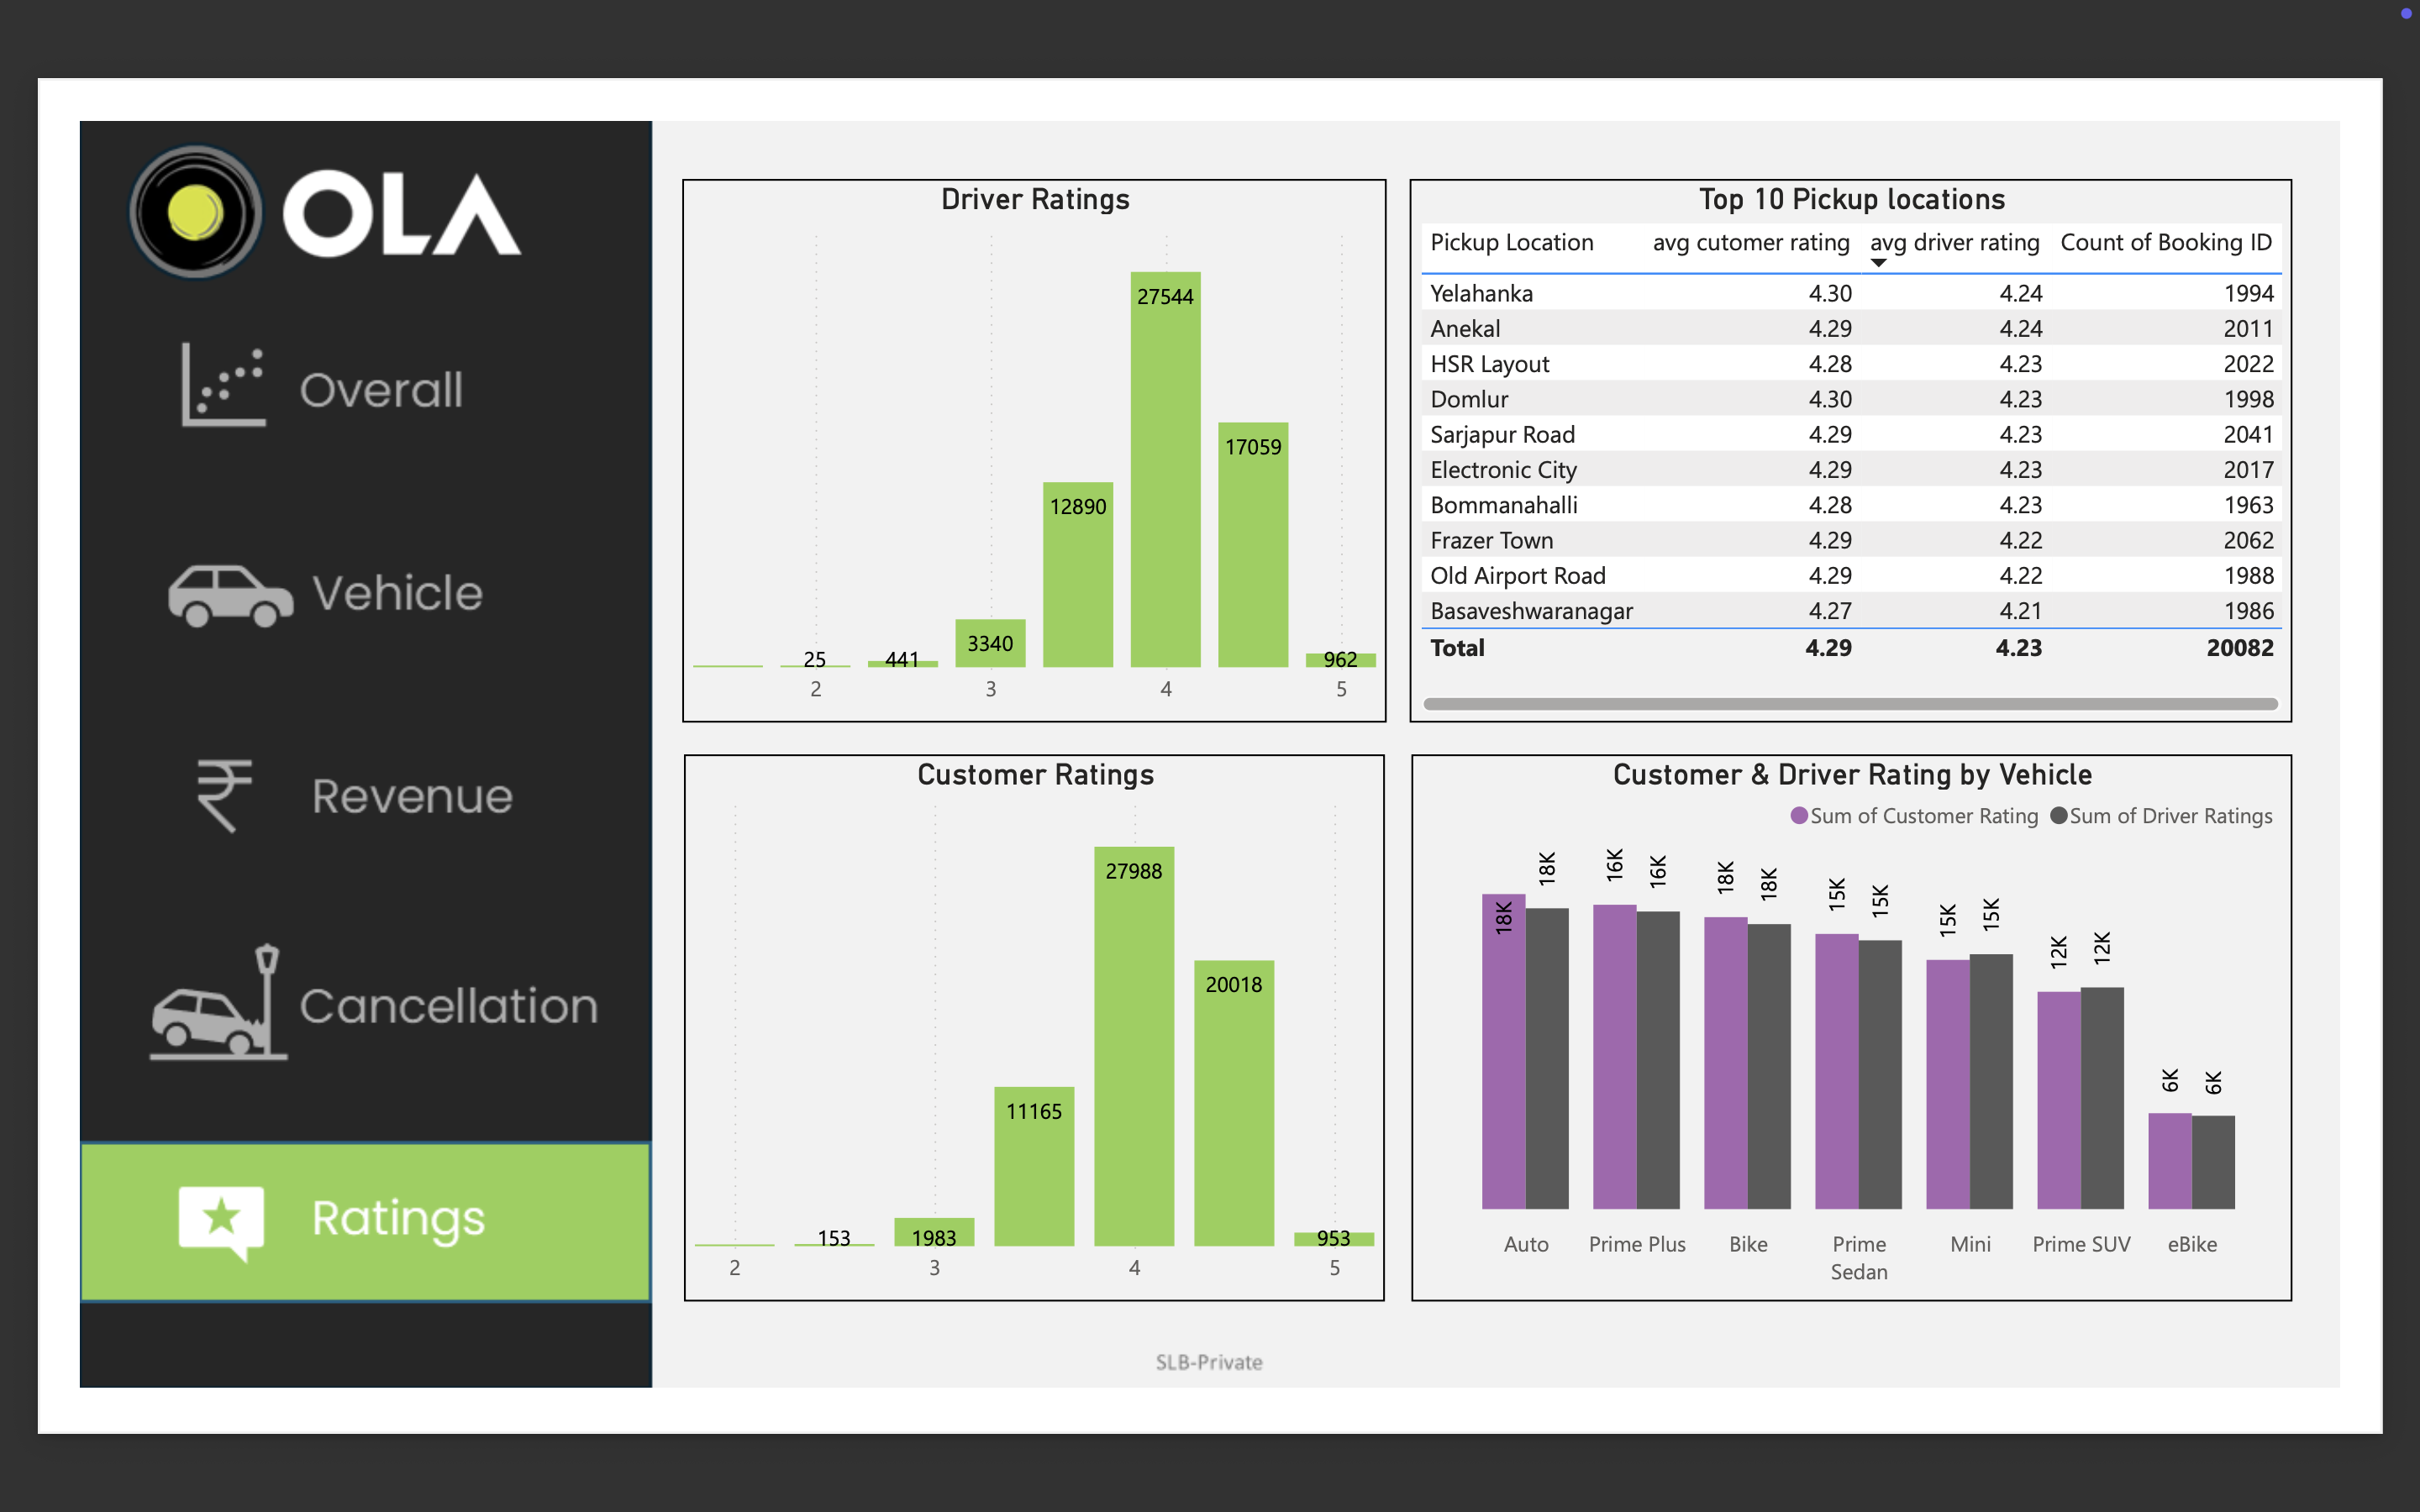 OLA
Overall
Vehicle
Revenue
Cancellation
Ratings
Driver Ratings
27544
17059
12890
3340
25
441
962
2
3
4
5
Top 10 Pickup locations
Pickup Location avg cutomer rating avg driver rating Count of Booking ID
Yelahanka 4.30 4.24 1994
Anekal 4.29 4.24 2011
HSR Layout 4.28 4.23 2022
Domlur 4.30 4.23 1998
Sarjapur Road 4.29 4.23 2041
Electronic City 4.29 4.23 2017
Bommanahalli 4.28 4.23 1963
Frazer Town 4.29 4.22 2062
Old Airport Road 4.29 4.22 1988
Basaveshwaranagar 4.27 4.21 1986
Total 4.29 4.23 20082
Customer Ratings
27988
20018
11165
153
1983
953
2
3
4
5
Customer & Driver Rating by Vehicle
Sum of Customer Rating Sum of Driver Ratings
18K 18K 16K 16K 18K 18K 15K 15K 15K 15K 12K 12K 6K 6K
Auto Prime Plus Bike Prime Sedan Mini Prime SUV eBike
SLB-Private